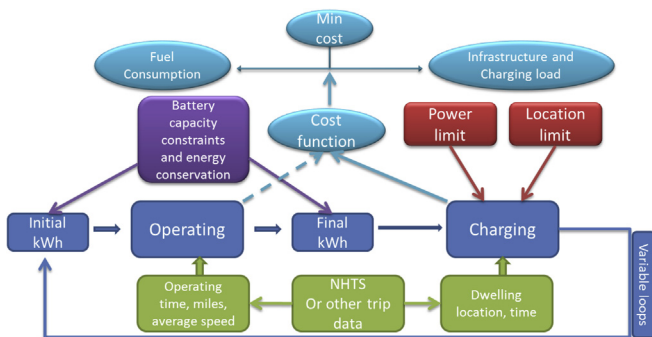 Min
cost
Fuel
Consumption
Infrastructure and
Charging load
Battery
capacity
constraints
and energy
conservation
Cost
function
Power
limit
Location
limit
Initial
kWh
Operating
Final
kWh
Charging
Variable loops
Operating
time, miles,
average speed
NHTS
Or other trip
data
Dwelling
location, time